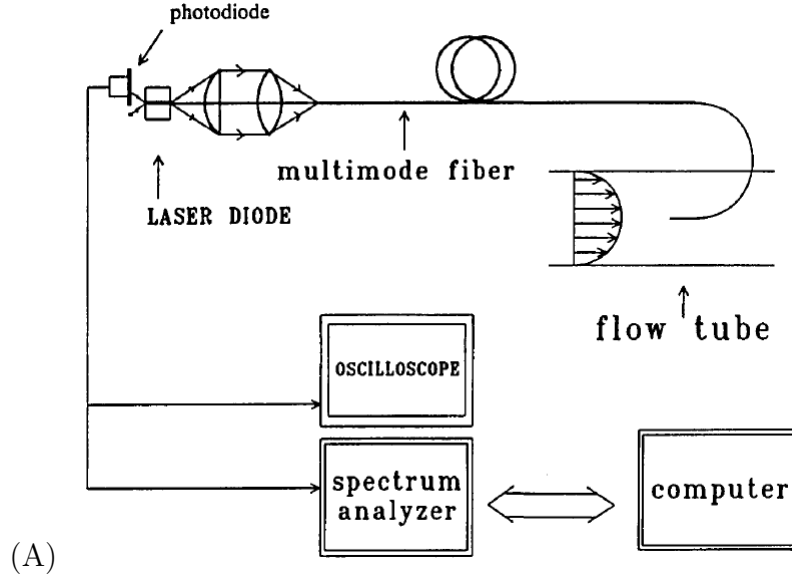 photodiode
multimode fiber
LASER DIODE
flow tube
OSCILLOSCOPE
spectrum
analyzer
computer
(A)